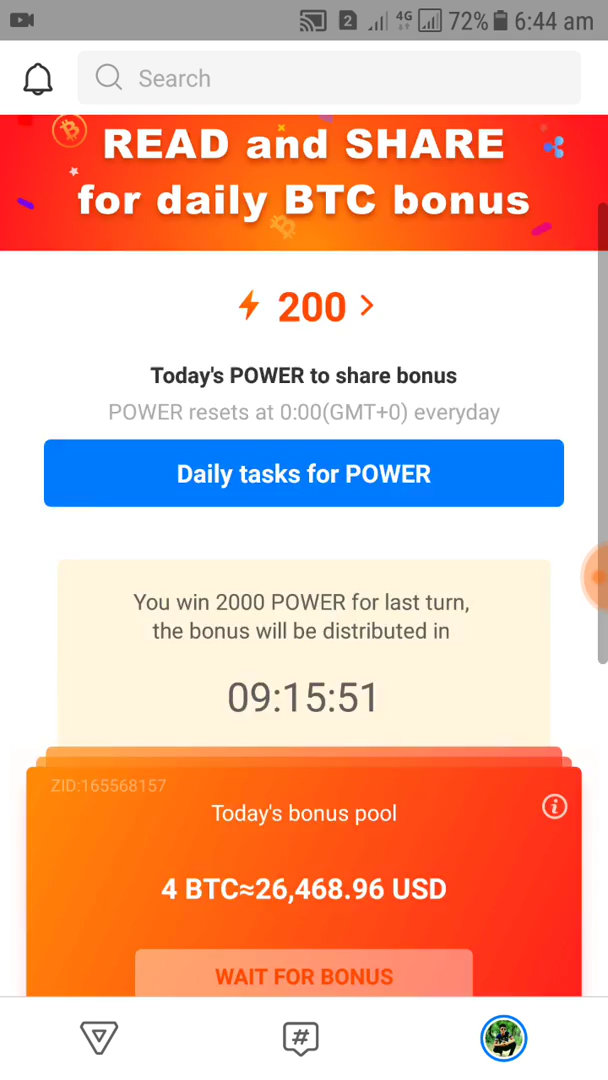 2 4G 72% 6:44 am
Search
READ and SHARE
for daily BTC bonus
200
Today's POWER to share bonus
POWER resets at 0:00(GMT+0) everyday
Daily tasks for POWER
You win 2000 POWER for last turn,
the bonus will be distributed in
09:15:51
ZID:165568157
Today's bonus pool
4 BTC≈26,468.96 USD
WAIT FOR BONUS
#